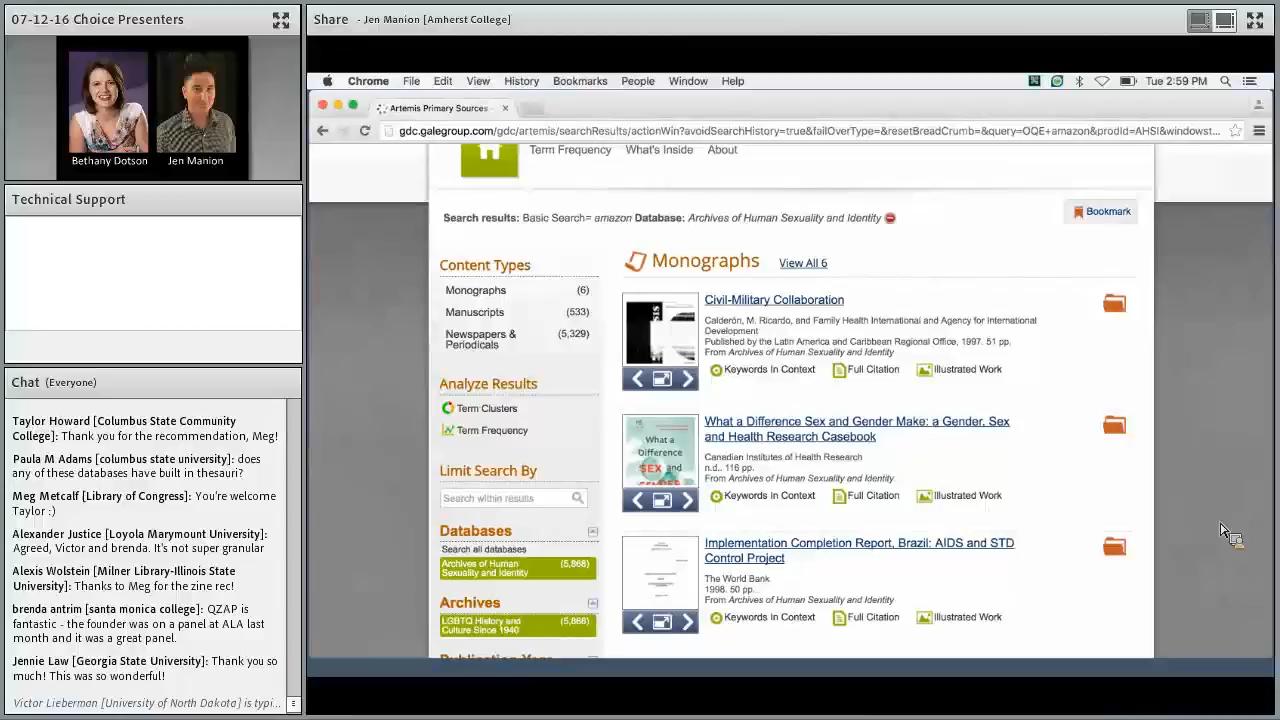 07-12-16 Choice Presenters
Bethany Dotson
Jen Manion
Technical Support
Chat (Everyone)
Taylor Howard [Columbus State Community
College]: Thank you for the recommendation, Meg!
Paula M Adams [columbus state university]: does
any of these databases have built in thesauri?
Meg Metcalf [Library of Congress]: You're welcome
Taylor :)
Alexander Justice [Loyola Marymount University]:
Agreed, Victor and brenda. It's not super granular
Alexis Wolstein [Milner Library-Illinois State
University]: Thanks to Meg for the zine rec!
brenda antrim [santa monica college]: QZAP is
fantastic - the founder was on a panel at ALA last
month and it was a great panel.
Jennie Law [Georgia State University]: Thank you so
much! This was so wonderful!
Victor Lieberman [University of North Dakota] is typi...
Share - Jen Manion [Amherst College]
Chrome File Edit View History Bookmarks People Window Help
Tue 2:59 PM
Artemis Primary Sources
gdc.galegroup.com/gdc/artemis/searchResults/actionWin?avoidSearchHistory=true&failOverType=&resetBreadCrumb=&query=OQE+amazon&prodId=AHSI&windowst...
Term Frequency What's Inside About
Search results: Basic Search= amazon Database: Archives of Human Sexuality and Identity
Bookmark
Content Types
Monographs (6)
Manuscripts (533)
Newspapers & (5,329)
Periodicals
Analyze Results
Term Clusters
Term Frequency
Limit Search By
Search within results
Databases
Search all databases
Archives of Human (5,868)
Sexuality and Identity
Archives
LGBTQ History and (5,868)
Culture Since 1940
Publication Year
Monographs View All 6
Civil-Military Collaboration
Calderón, M. Ricardo, and Family Health International and Agency for International
Development
Published by the Latin America and Caribbean Regional Office, 1997. 51 pp.
From Archives of Human Sexuality and Identity
Keywords In Context Full Citation Illustrated Work
What a
Difference
SEX and
GENDER
What a Difference Sex and Gender Make: a Gender, Sex
and Health Research Casebook
Canadian Institutes of Health Research
n.d.. 116 pp.
From Archives of Human Sexuality and Identity
Keywords In Context Full Citation Illustrated Work
Implementation Completion Report, Brazil: AIDS and STD
Control Project
The World Bank
1998. 50 pp..
From Archives of Human Sexuality and Identity
Keywords In Context Full Citation Illustrated Work